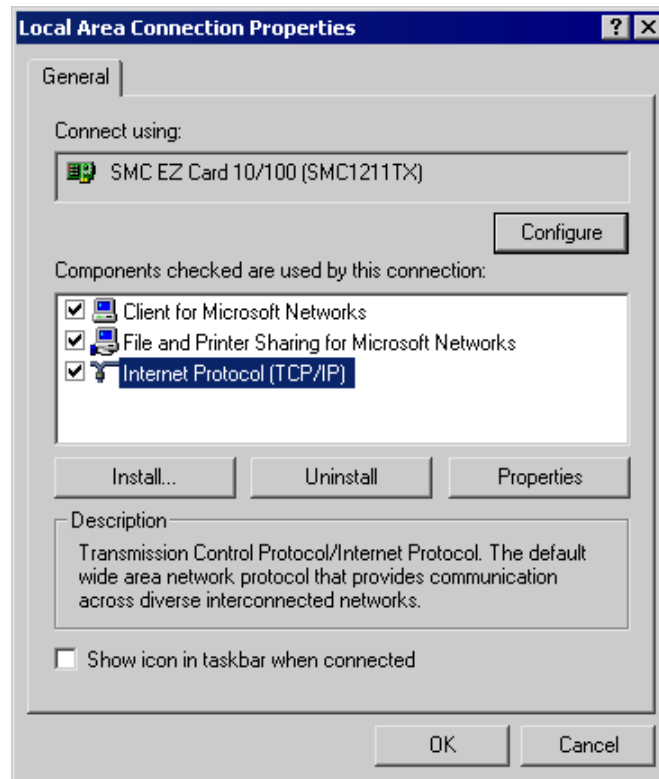 Local Area Connection Properties
General
Connect using:
SMC EZ Card 10/100 (SMC1211TX)
Configure
Components checked are used by this connection:
Client for Microsoft Networks
File and Printer Sharing for Microsoft Networks
Internet Protocol (TCP/IP)
Install...
Uninstall
Properties
Description
Transmission Control Protocol/Internet Protocol. The default
wide area network protocol that provides communication
across diverse interconnected networks.
Show icon in taskbar when connected
OK
Cancel